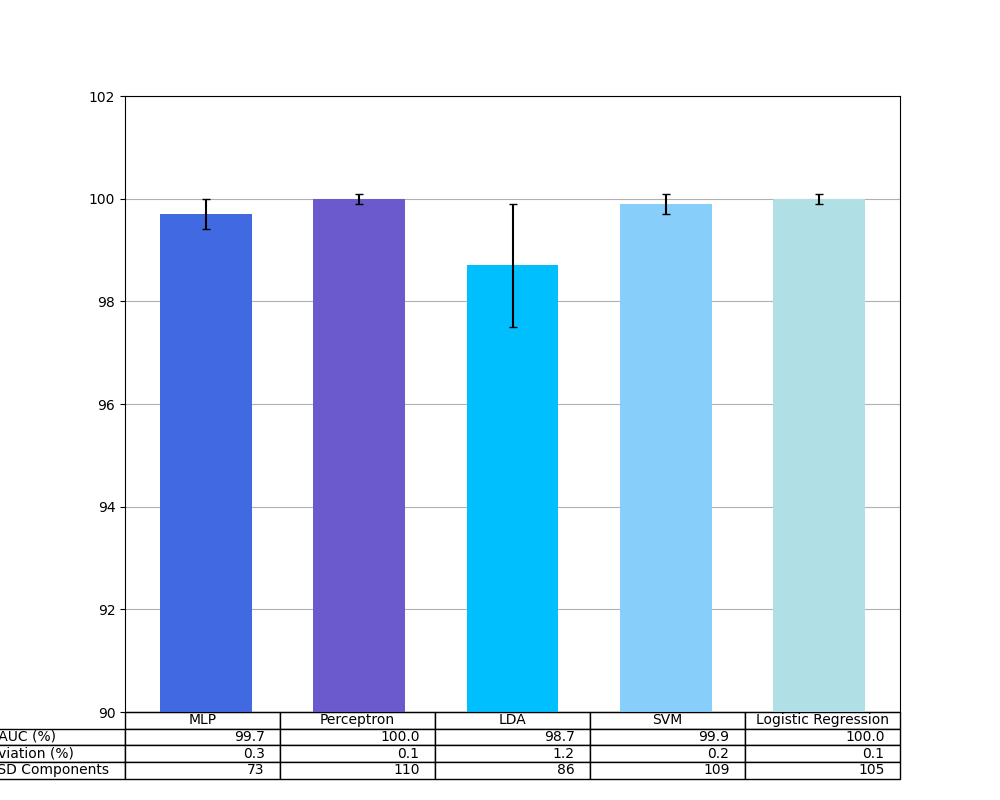 102
100
98
96
94
92
90
MLP Perceptron LDA SVM Logistic Regression
AUC (%) 99.7 100.0 98.7 99.9 100.0
viation (%) 0.3 0.1 1.2 0.2 0.1
SD Components 73 110 86 109 105